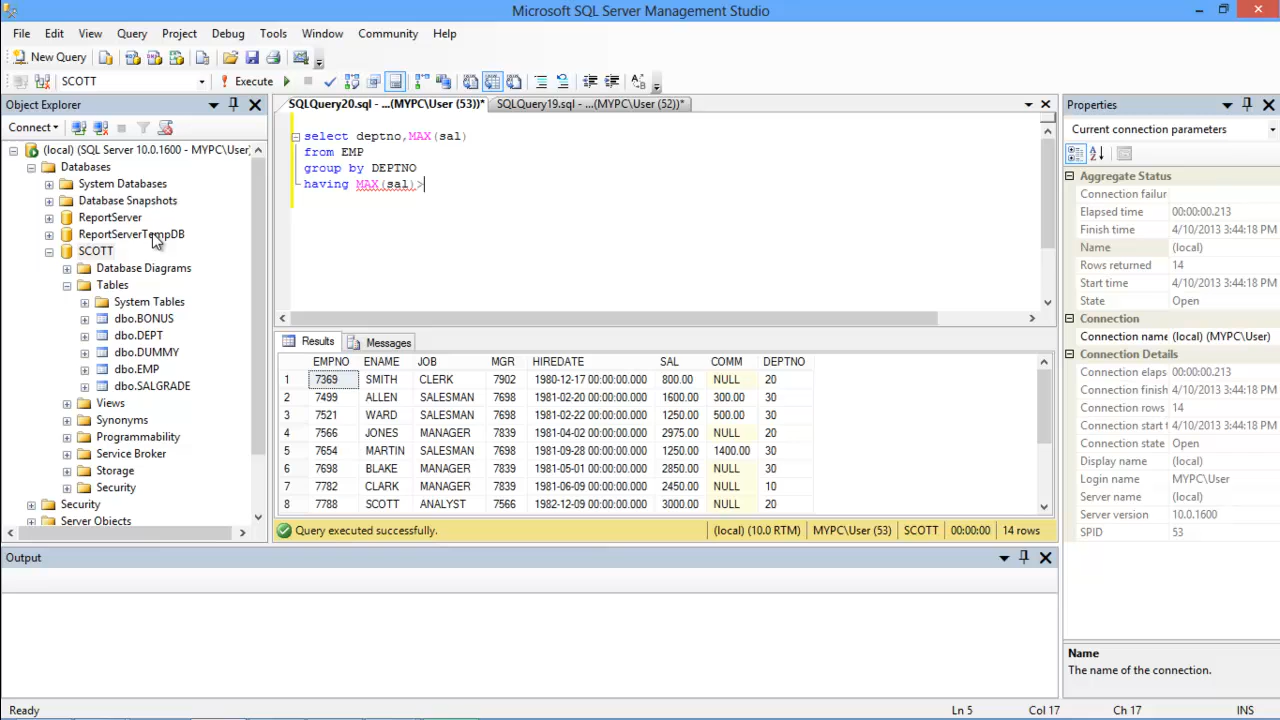 Microsoft SQL Server Management Studio
File Edit View Query Project Debug Tools Window Community Help
New Query
SCOTT Execute
Object Explorer
Connect
(local) (SQL Server 10.0.1600 - MYPC\User
Databases
System Databases
Database Snapshots
ReportServer
ReportServerTempDB
SCOTT
Database Diagrams
Tables
System Tables
dbo.BONUS
dbo.DEPT
dbo.DUMMY
dbo.EMP
dbo.SALGRADE
Views
Synonyms
Programmability
Service Broker
Storage
Security
Security
Server Objects
SQLQuery20.sql - ...(MYPC\User (53))* SQLQuery19.sql - ...(MYPC\User (52))*
select deptno,MAX(sal)
from EMP
group by DEPTNO
having MAX(sal)>
Results Messages
EMPNO ENAME JOB MGR HIREDATE SAL COMM DEPTNO
1 7369 SMITH CLERK 7902 1980-12-17 00:00:00.000 800.00 NULL 20
2 7499 ALLEN SALESMAN 7698 1981-02-20 00:00:00.000 1600.00 300.00 30
3 7521 WARD SALESMAN 7698 1981-02-22 00:00:00.000 1250.00 500.00 30
4 7566 JONES MANAGER 7839 1981-04-02 00:00:00.000 2975.00 NULL 20
5 7654 MARTIN SALESMAN 7698 1981-09-28 00:00:00.000 1250.00 1400.00 30
6 7698 BLAKE MANAGER 7839 1981-05-01 00:00:00.000 2850.00 NULL 30
7 7782 CLARK MANAGER 7839 1981-06-09 00:00:00.000 2450.00 NULL 10
8 7788 SCOTT ANALYST 7566 1982-12-09 00:00:00.000 3000.00 NULL 20
Query executed successfully. (local) (10.0 RTM) MYPC\User (53) SCOTT 00:00:00 14 rows
Properties
Current connection parameters
Aggregate Status
Connection failur
Elapsed time 00:00:00.213
Finish time 4/10/2013 3:44:18 PM
Name (local)
Rows returned 14
Start time 4/10/2013 3:44:18 PM
State Open
Connection
Connection name (local) (MYPC\User)
Connection Details
Connection elaps 00:00:00.213
Connection finish 4/10/2013 3:44:18 PM
Connection rows 14
Connection start t 4/10/2013 3:44:18 PM
Connection state Open
Display name (local)
Login name MYPC\User
Server name (local)
Server version 10.0.1600
SPID 53
Name
The name of the connection.
Output
Ready Ln 5 Col 17 Ch 17 INS